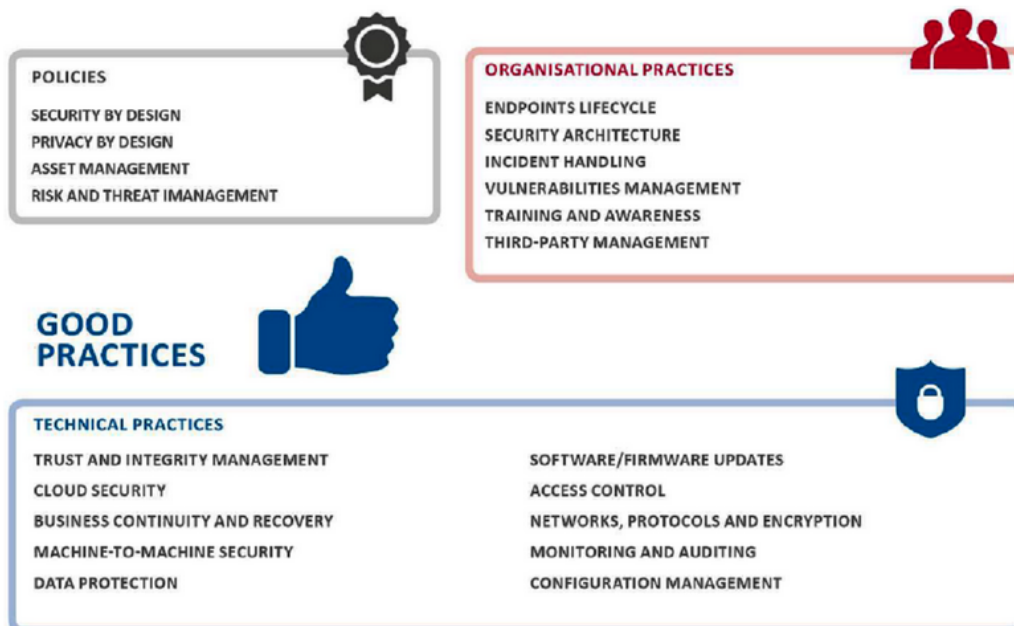 POLICIES
SECURITY BY DESIGN
PRIVACY BY DESIGN
ASSET MANAGEMENT
RISK AND THREAT IMANAGEMENT
ORGANISATIONAL PRACTICES
ENDPOINTS LIFECYCLE
SECURITY ARCHITECTURE
INCIDENT HANDLING
VULNERABILITIES MANAGEMENT
TRAINING AND AWARENESS
THIRD-PARTY MANAGEMENT
GOOD
PRACTICES
TECHNICAL PRACTICES
TRUST AND INTEGRITY MANAGEMENT
CLOUD SECURITY
BUSINESS CONTINUITY AND RECOVERY
MACHINE-TO-MACHINE SECURITY
DATA PROTECTION
SOFTWARE/FIRMWARE UPDATES
ACCESS CONTROL
NETWORKS, PROTOCOLS AND ENCRYPTION
MONITORING AND AUDITING
CONFIGURATION MANAGEMENT